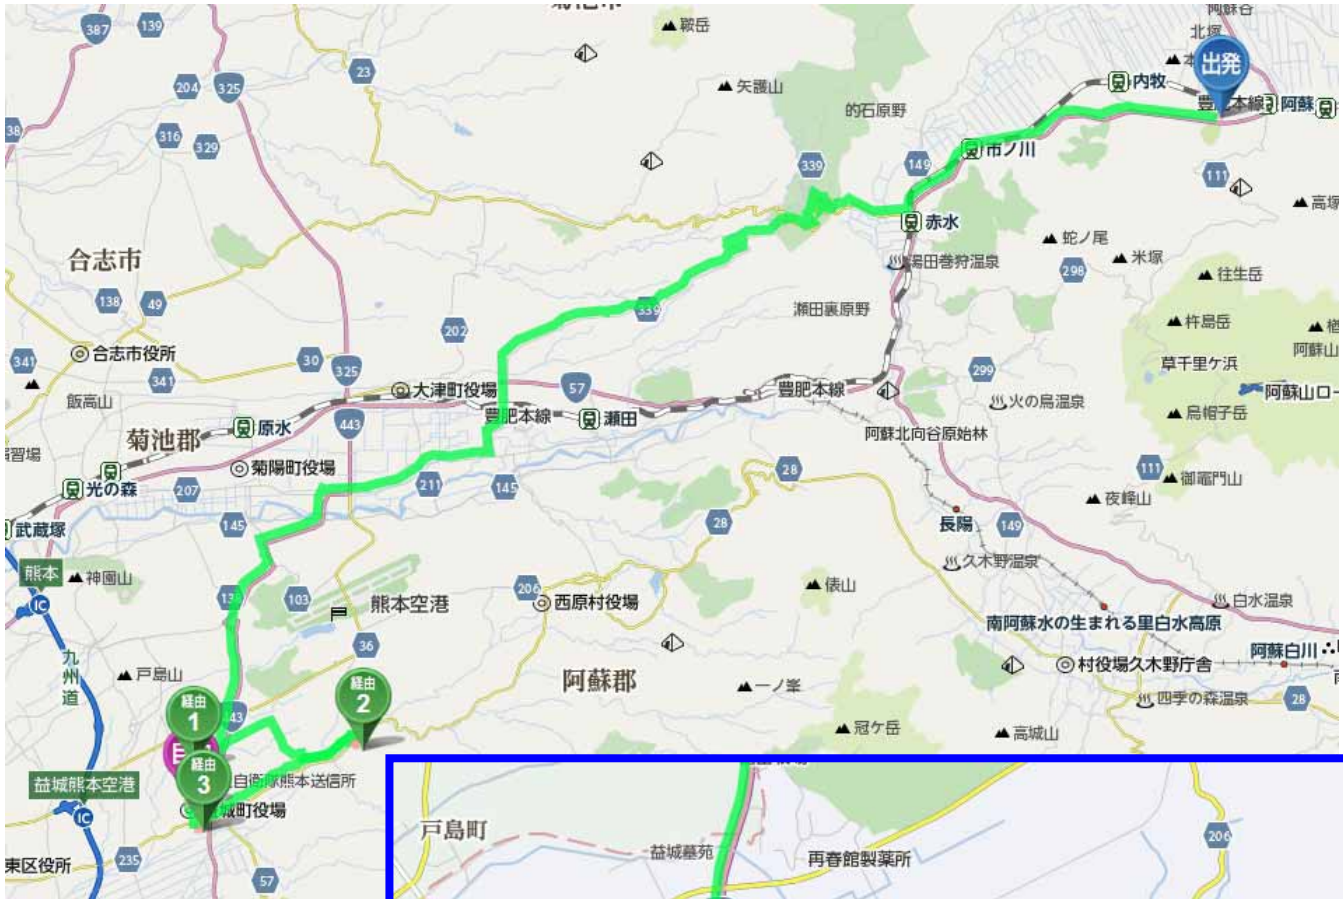 菊池市
阿蘇谷
387
139
鞍岳
北塚
出発
204
325
23
矢護山
内牧
豊肥本線
阿蘇
38
316
329
的石原野
市ノ川
339
149
111
高塚
赤水
合志市
湯田巻狩温泉
蛇ノ尾
米塚
298
往生岳
138
49
339
瀬田裏原野
202
杵島岳
阿蘇山
341
合志市役所
30
325
草千里ケ浜
341
飯高山
大津町役場
57
豊肥本線
299
阿蘇山ロー
火の鳥温泉
烏帽子岳
豊肥本線
瀬田
菊池郡
原水
443
阿蘇北向谷原始林
演習場
菊陽町役場
28
111
御竈門山
光の森
207
211
145
夜峰山
武蔵塚
145
28
長陽
149
熊本
神園山
久木野温泉
IC
103
熊本空港
206
西原村役場
俵山
白水温泉
南阿蘇水の生まれる里白水高原
九州道
36
阿蘇白川
戸島山
阿蘇郡
村役場久木野庁舎
経由
1
経由
2
一ノ峯
四季の森温泉
28
冠ケ岳
高城山
経由
3
自衛隊熊本送信所
益城熊本空港
IC
城町役場
戸島町
206
東区役所
235
益城墓苑
再春館製薬所
57